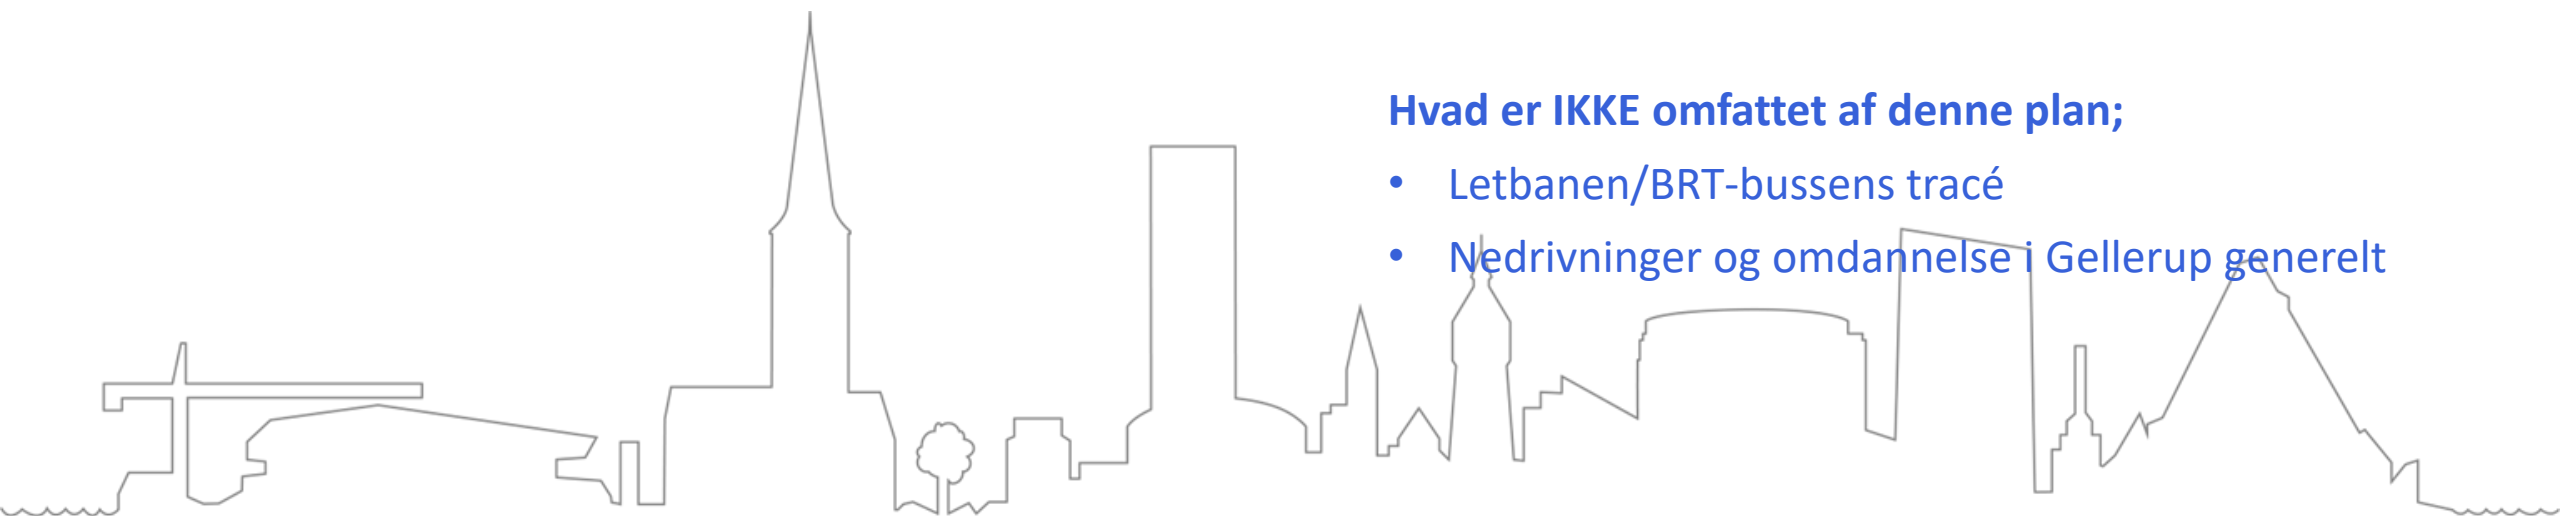 Hvad er IKKE omfattet af denne plan;
• Letbanen/BRT-bussens tracé
• Nedrivninger og omdannelse i Gellerup generelt